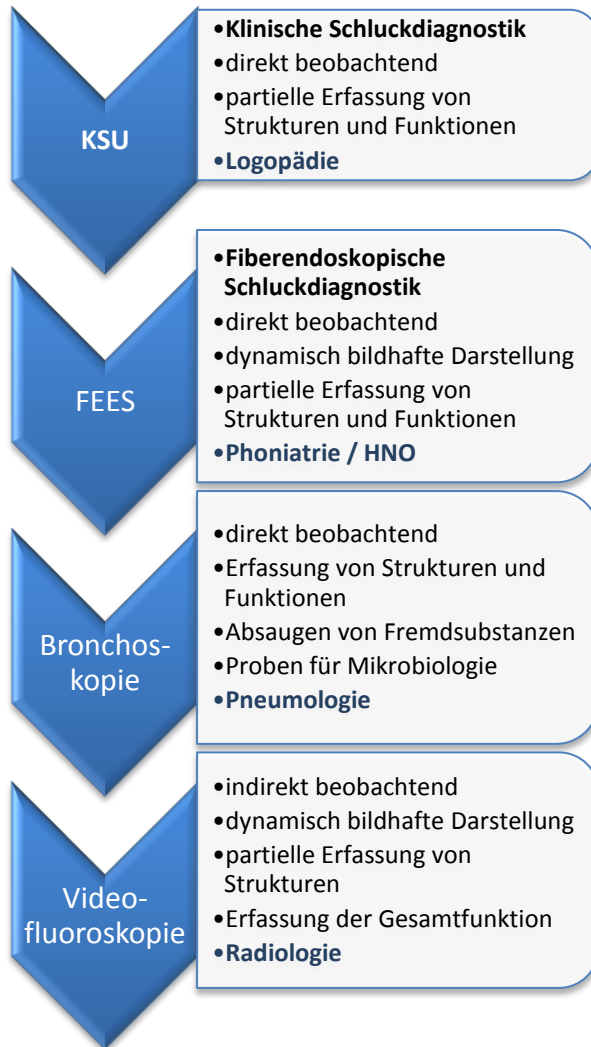 KSU
•Klinische Schluckdiagnostik
•direkt beobachtend
•partielle Erfassung von
Strukturen und Funktionen
•Logopädie
FEES
•Fiberendoskopische
Schluckdiagnostik
•direkt beobachtend
•dynamisch bildhafte Darstellung
•partielle Erfassung von
Strukturen und Funktionen
•Phoniatrie / HNO
Bronchos-
kopie
•direkt beobachtend
•Erfassung von Strukturen und
Funktionen
•Absaugen von Fremdsubstanzen
•Proben für Mikrobiologie
•Pneumologie
Video-
fluoroskopie
•indirekt beobachtend
•dynamisch bildhafte Darstellung
•partielle Erfassung von
Strukturen
•Erfassung der Gesamtfunktion
•Radiologie